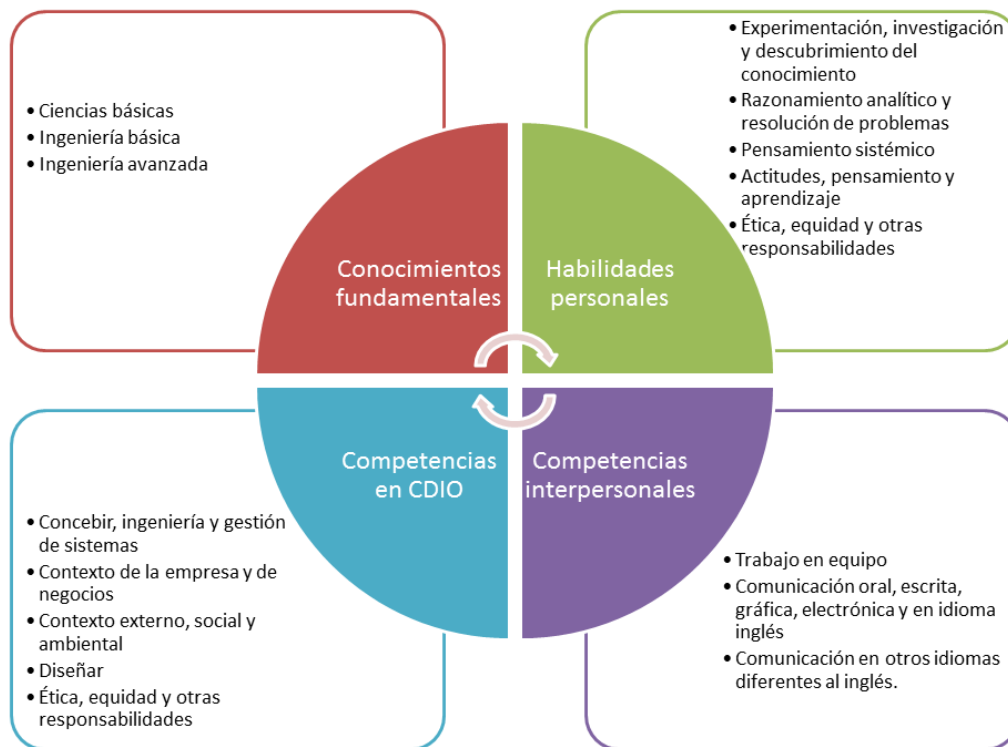 • Ciencias básicas
• Ingeniería básica
• Ingeniería avanzada
• Experimentación, investigación
y descubrimiento del
conocimiento
• Razonamiento analítico y
resolución de problemas
• Pensamiento sistémico
• Actitudes, pensamiento y
aprendizaje
• Ética, equidad y otras
responsabilidades
Conocimientos
fundamentales
Habilidades
personales
Competencias
en CDIO
Competencias
interpersonales
• Concebir, ingeniería y gestión
de sistemas
• Contexto de la empresa y de
negocios
• Contexto externo, social y
ambiental
• Diseñar
• Ética, equidad y otras
responsabilidades
• Trabajo en equipo
• Comunicación oral, escrita,
gráfica, electrónica y en idioma
inglés
• Comunicación en otros idiomas
diferentes al inglés.